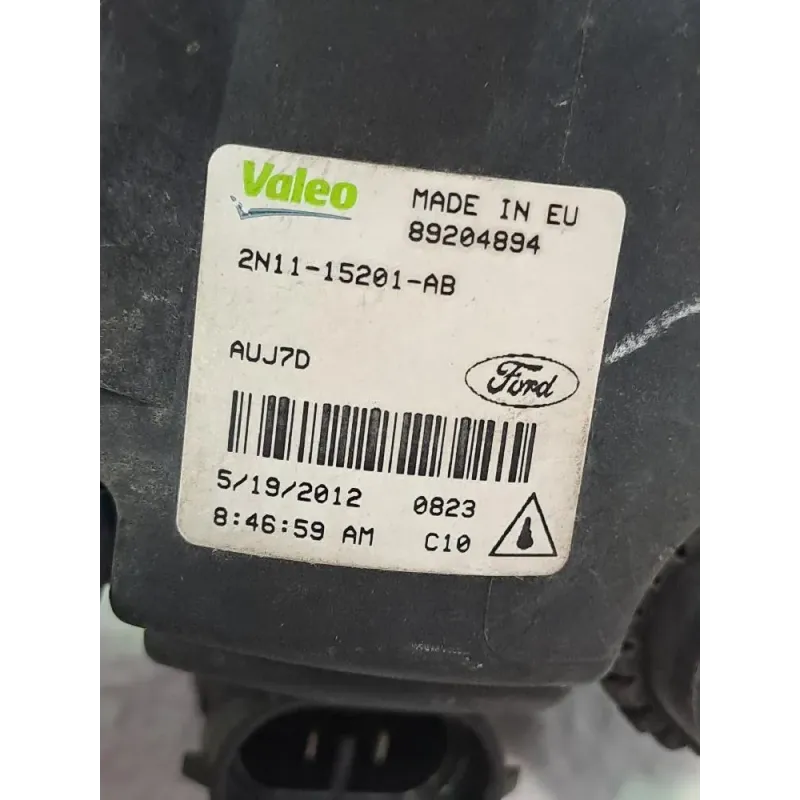 Valeo
MADE IN EU
89204894
2N11-15201-AB
AUJ7D
Ford
5/19/2012 0823
8:46:59 AM C10